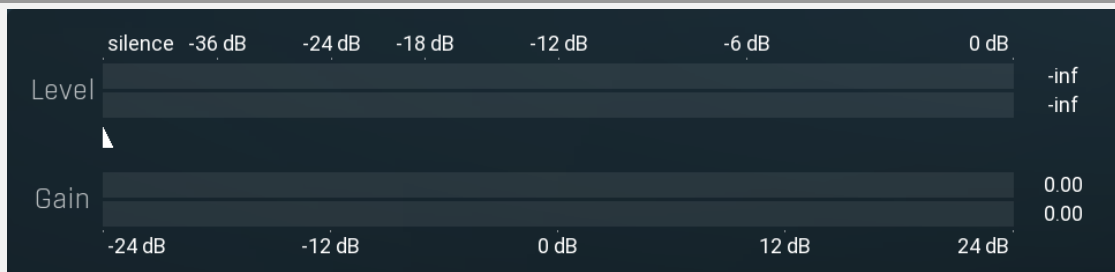 silence -36 dB -24 dB -18 dB -12 dB -6 dB 0 dB
Level -inf
-inf
Gain 0.00
0.00
-24 dB -12 dB 0 dB 12 dB 24 dB